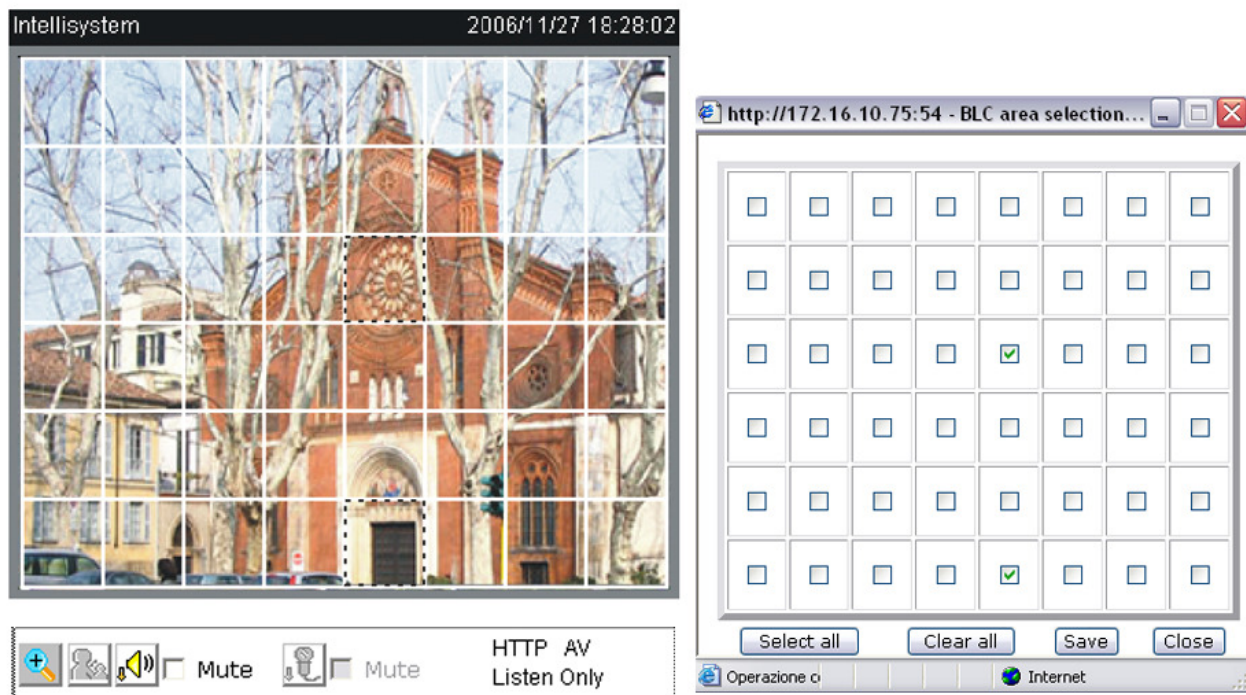 Intellisystem 2006/11/27 18:28:02
Mute
Mute
HTTP AV
Listen Only
http://172.16.10.75:54 - BLC area selection...
Select all Clear all Save Close
Operazione co Internet